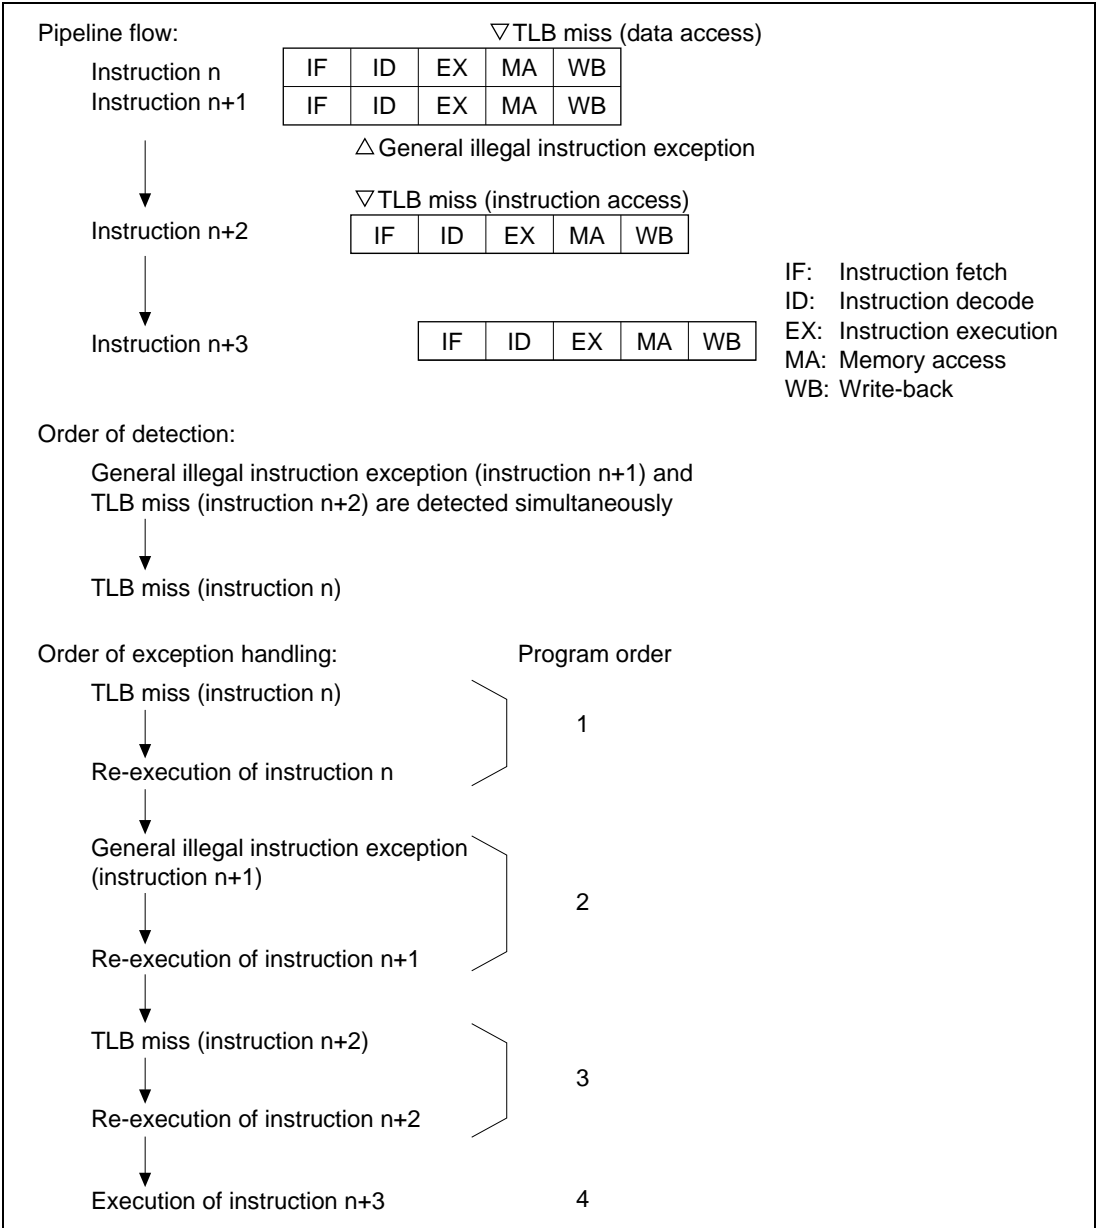 Pipeline flow:
▽TLB miss (data access)
Instruction n IF ID EX MA WB
Instruction n+1 IF ID EX MA WB
△General illegal instruction exception
▽TLB miss (instruction access)
Instruction n+2 IF ID EX MA WB
IF: Instruction fetch
ID: Instruction decode
Instruction n+3 IF ID EX MA WB
EX: Instruction execution
MA: Memory access
WB: Write-back
Order of detection:
General illegal instruction exception (instruction n+1) and
TLB miss (instruction n+2) are detected simultaneously
TLB miss (instruction n)
Order of exception handling: Program order
TLB miss (instruction n)
1
Re-execution of instruction n
General illegal instruction exception
(instruction n+1)
2
Re-execution of instruction n+1
TLB miss (instruction n+2)
3
Re-execution of instruction n+2
Execution of instruction n+3 4